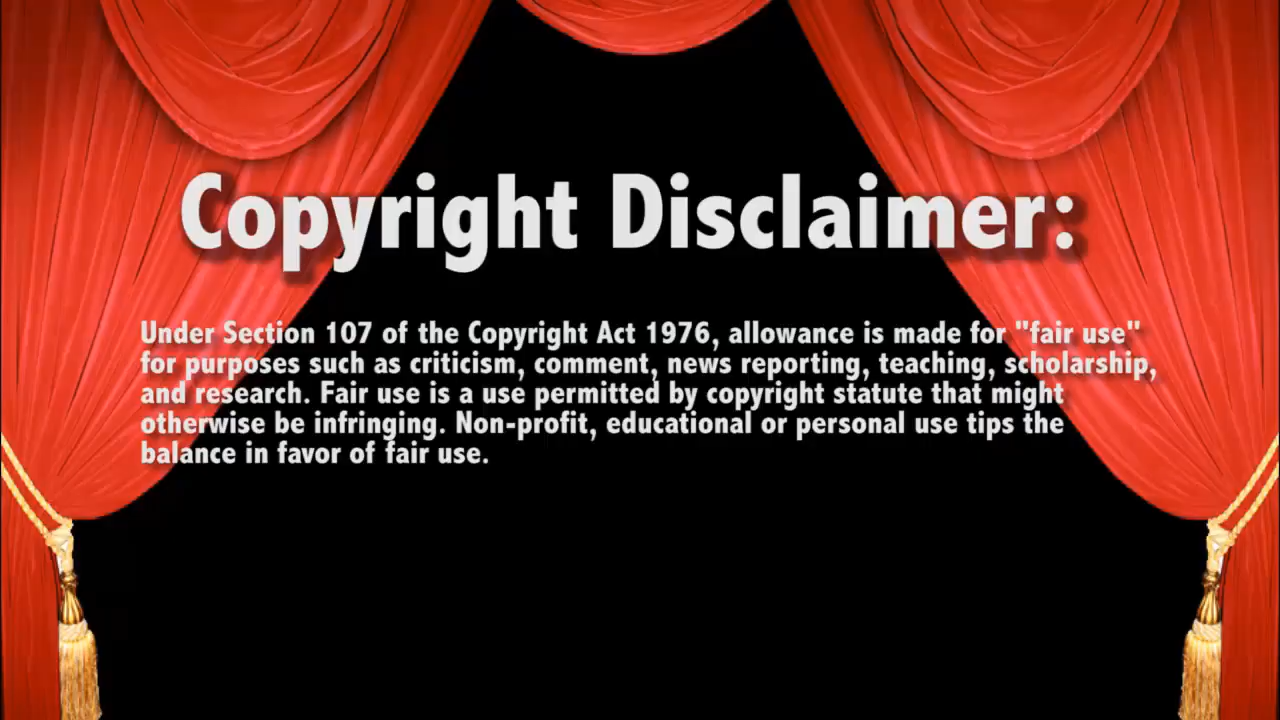 Copyright Disclaimer:
Under Section 107 of the Copyright Act 1976, allowance is made for "fair use"
for purposes such as criticism, comment, news reporting, teaching, scholarship,
and research. Fair use is a use permitted by copyright statute that might
otherwise be infringing. Non-profit, educational or personal use tips the
balance in favor of fair use.